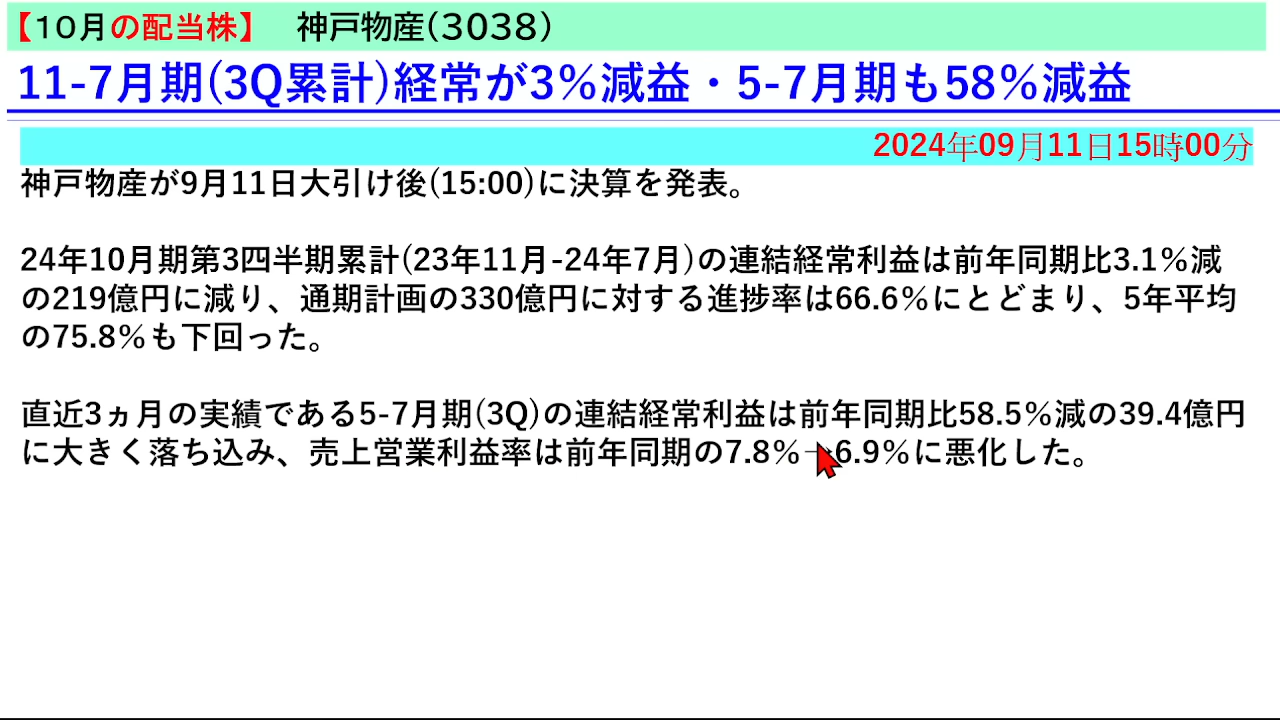 【10月の配当株】 神戸物産(3038)
11-7月期(3Q累計)経常が3%減益・5-7月期も58%減益
2024年09月11日15時00分
神戸物産が9月11日大引け後(15:00)に決算を発表。
24年10月期第3四半期累計(23年11月-24年7月)の連結経常利益は前年同期比3.1%減
の219億円に減り、通期計画の330億円に対する進捗率は66.6%にとどまり、5年平均
の75.8%も下回った。
直近3ヵ月の実績である5-7月期(3Q)の連結経常利益は前年同期比58.5%減の39.4億円
に大きく落ち込み、売上営業利益率は前年同期の7.8%→6.9%に悪化した。